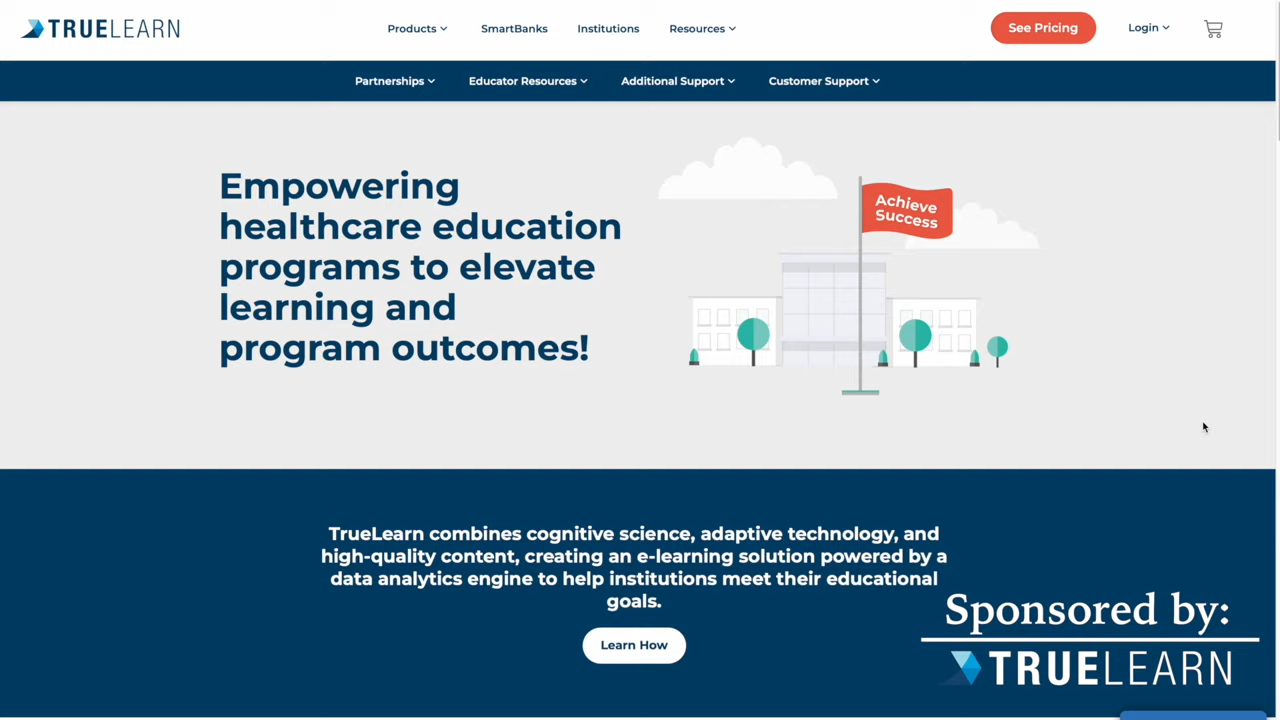 TRUELEARN
Products
SmartBanks
Institutions
Resources
See Pricing
Login
Partnerships
Educator Resources
Additional Support
Customer Support
Empowering
healthcare education
programs to elevate
learning and
program outcomes!
Achieve
Success
TrueLearn combines cognitive science, adaptive technology, and
high-quality content, creating an e-learning solution powered by a
data analytics engine to help institutions meet their educational
goals.
Learn How
Sponsored by:
TRUELEARN